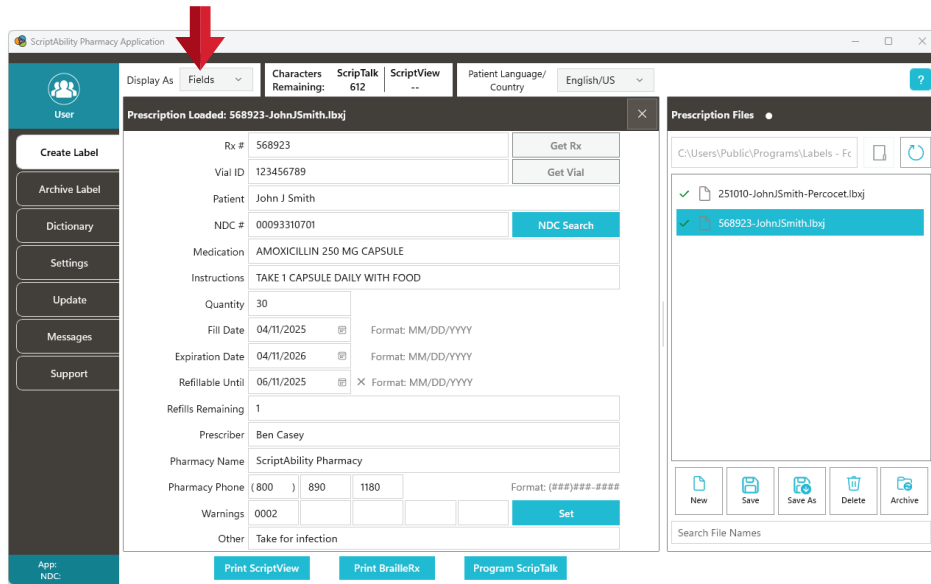 ScriptAbility Pharmacy Application
User
Create Label
Archive Label
Dictionary
Settings
Update
Messages
Support
App:
NDC:
Display As Fields
Characters Remaining: ScripTalk 612 ScriptView --
Patient Language/ Country English/US
?
Prescription Loaded: 568923-JohnJSmith.lbxj
Rx # 568923 Get Rx
Vial ID 123456789 Get Vial
Patient John J Smith
NDC # 00093310701 NDC Search
Medication AMOXICILLIN 250 MG CAPSULE
Instructions TAKE 1 CAPSULE DAILY WITH FOOD
Quantity 30
Fill Date 04/11/2025 Format: MM/DD/YYYY
Expiration Date 04/11/2026 Format: MM/DD/YYYY
Refillable Until 06/11/2025 Format: MM/DD/YYYY
Refills Remaining 1
Prescriber Ben Casey
Pharmacy Name ScriptAbility Pharmacy
Pharmacy Phone (800) 890 1180 Format: (###)###-####
Warnings 0002 Set
Other Take for infection
Print ScriptView Print BrailleRx Program ScripTalk
Prescription Files
C:\Users\Public\Programs\Labels - Fc
251010-JohnJSmith-Percocet.lbxj
568923-JohnJSmith.lbxj
New Save Save As Delete Archive
Search File Names